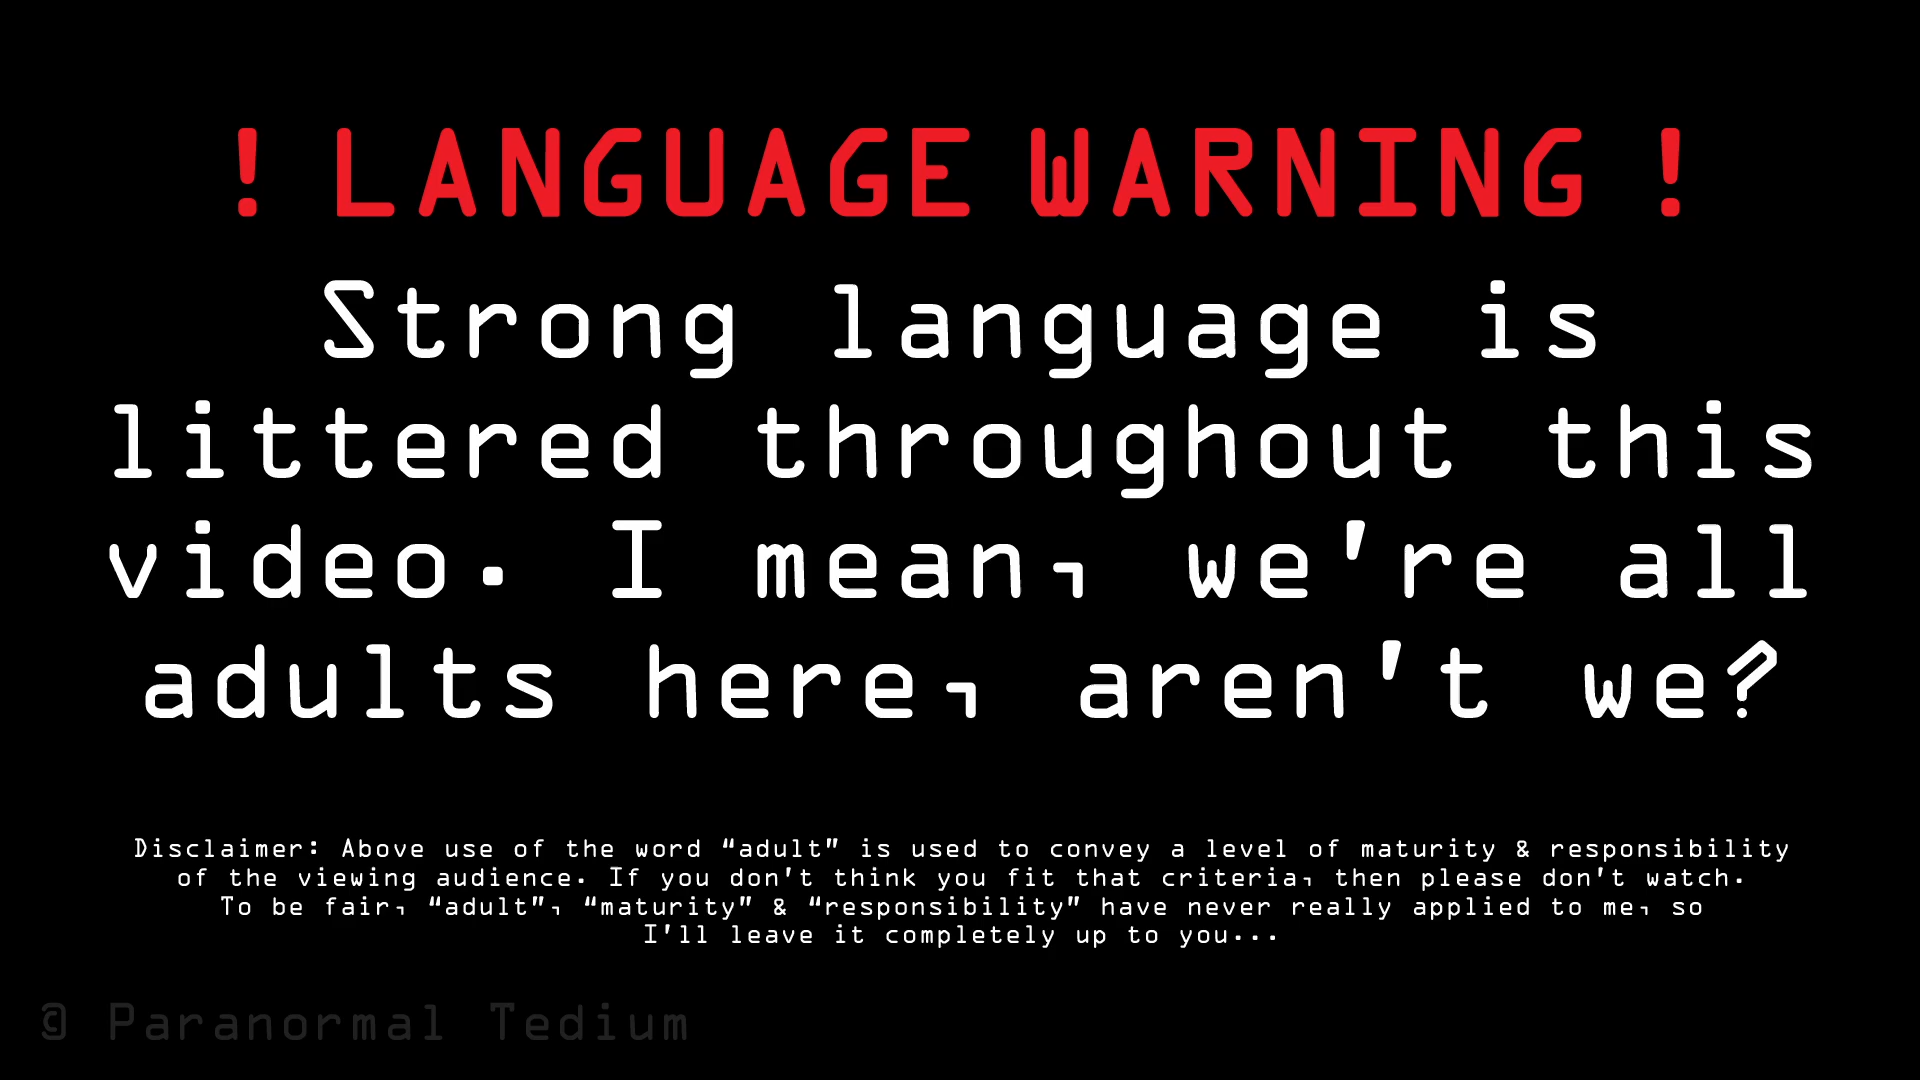 ! LANGUAGE WARNING !
Strong language is
littered throughout this
video. I mean, we're all
adults here, aren't we?
Disclaimer: Above use of the word “adult” is used to convey a level of maturity & responsibility
of the viewing audience. If you don't think you fit that criteria, then please don't watch.
To be fair, “adult”, “maturity” & “responsibility” have never really applied to me, so
I'll leave it completely up to you...
© Paranormal Tedium